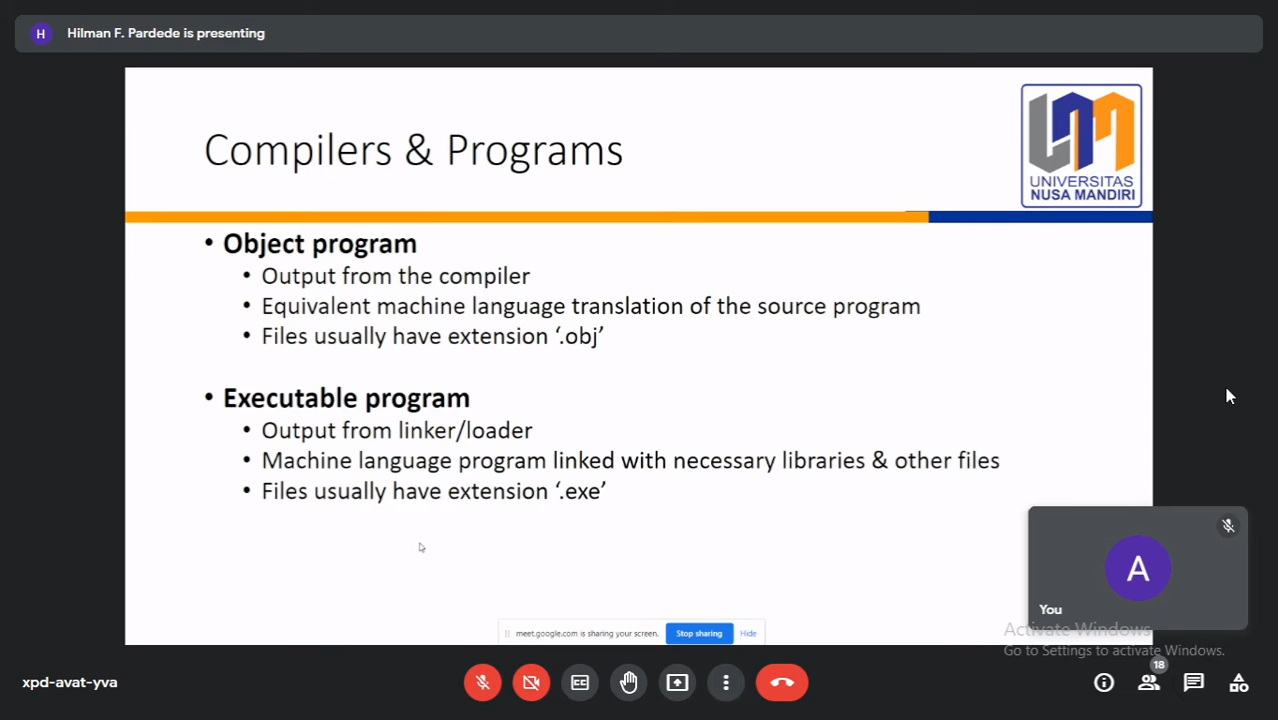 H
Hilman F. Pardede is presenting
Compilers & Programs
UNIVERSITAS
NUSA MANDIRI
• Object program
• Output from the compiler
• Equivalent machine language translation of the source program
• Files usually have extension ‘.obj’
• Executable program
• Output from linker/loader
• Machine language program linked with necessary libraries & other files
• Files usually have extension ‘.exe’
A
You
Activate Windows
Go to Settings to activate Windows.
meet.google.com is sharing your screen. Stop sharing Hide
xpd-avat-yva
CC
18